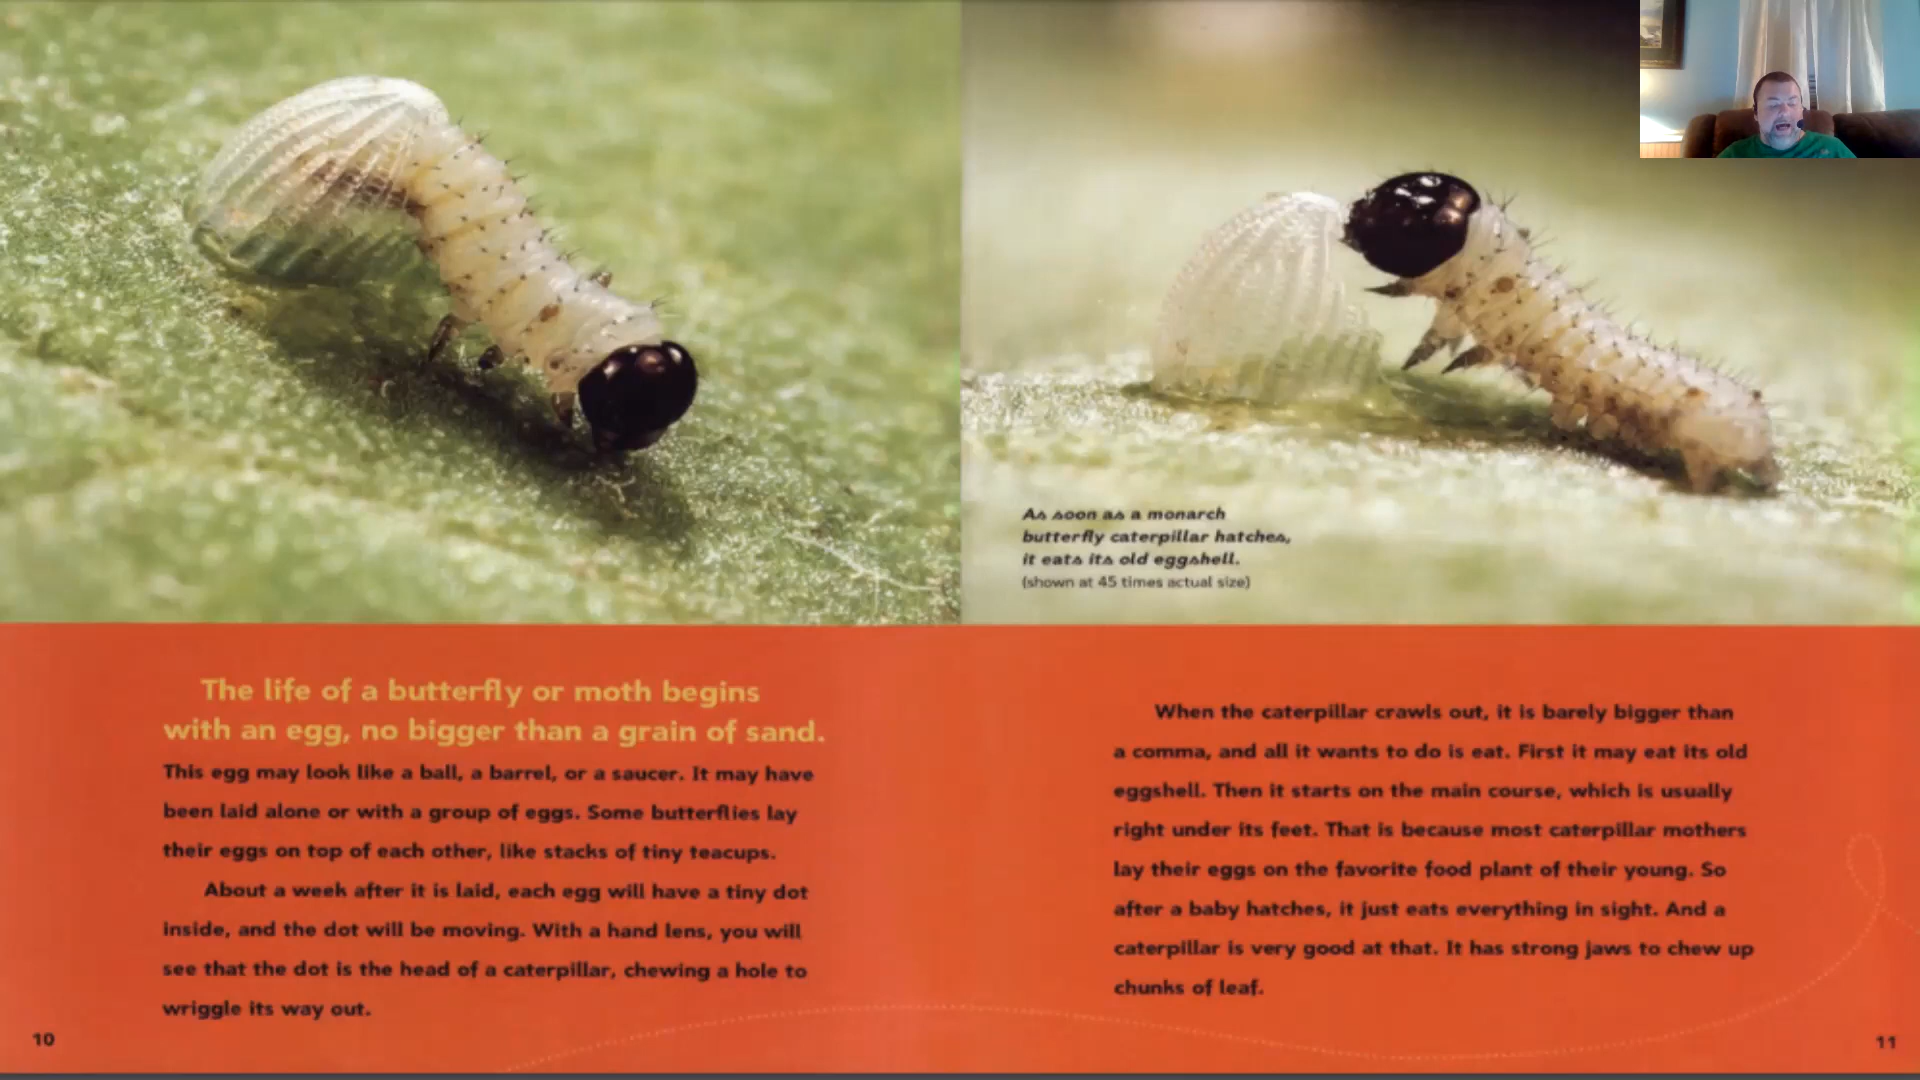 As soon as a monarch
butterfly caterpillar hatches,
it eats its old eggshell.
(shown at 45 times actual size)
The life of a butterfly or moth begins
with an egg, no bigger than a grain of sand.
This egg may look like a ball, a barrel, or a saucer. It may have
been laid alone or with a group of eggs. Some butterflies lay
their eggs on top of each other, like stacks of tiny teacups.
About a week after it is laid, each egg will have a tiny dot
inside, and the dot will be moving. With a hand lens, you will
see that the dot is the head of a caterpillar, chewing a hole to
wriggle its way out.
10
When the caterpillar crawls out, it is barely bigger than
a comma, and all it wants to do is eat. First it may eat its old
eggshell. Then it starts on the main course, which is usually
right under its feet. That is because most caterpillar mothers
lay their eggs on the favorite food plant of their young. So
after a baby hatches, it just eats everything in sight. And a
caterpillar is very good at that. It has strong jaws to chew up
chunks of leaf.
11